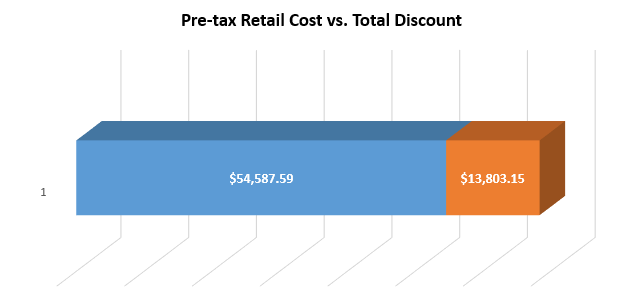 Pre-tax Retail Cost vs. Total Discount
$54,587.59
$13,803.15
1